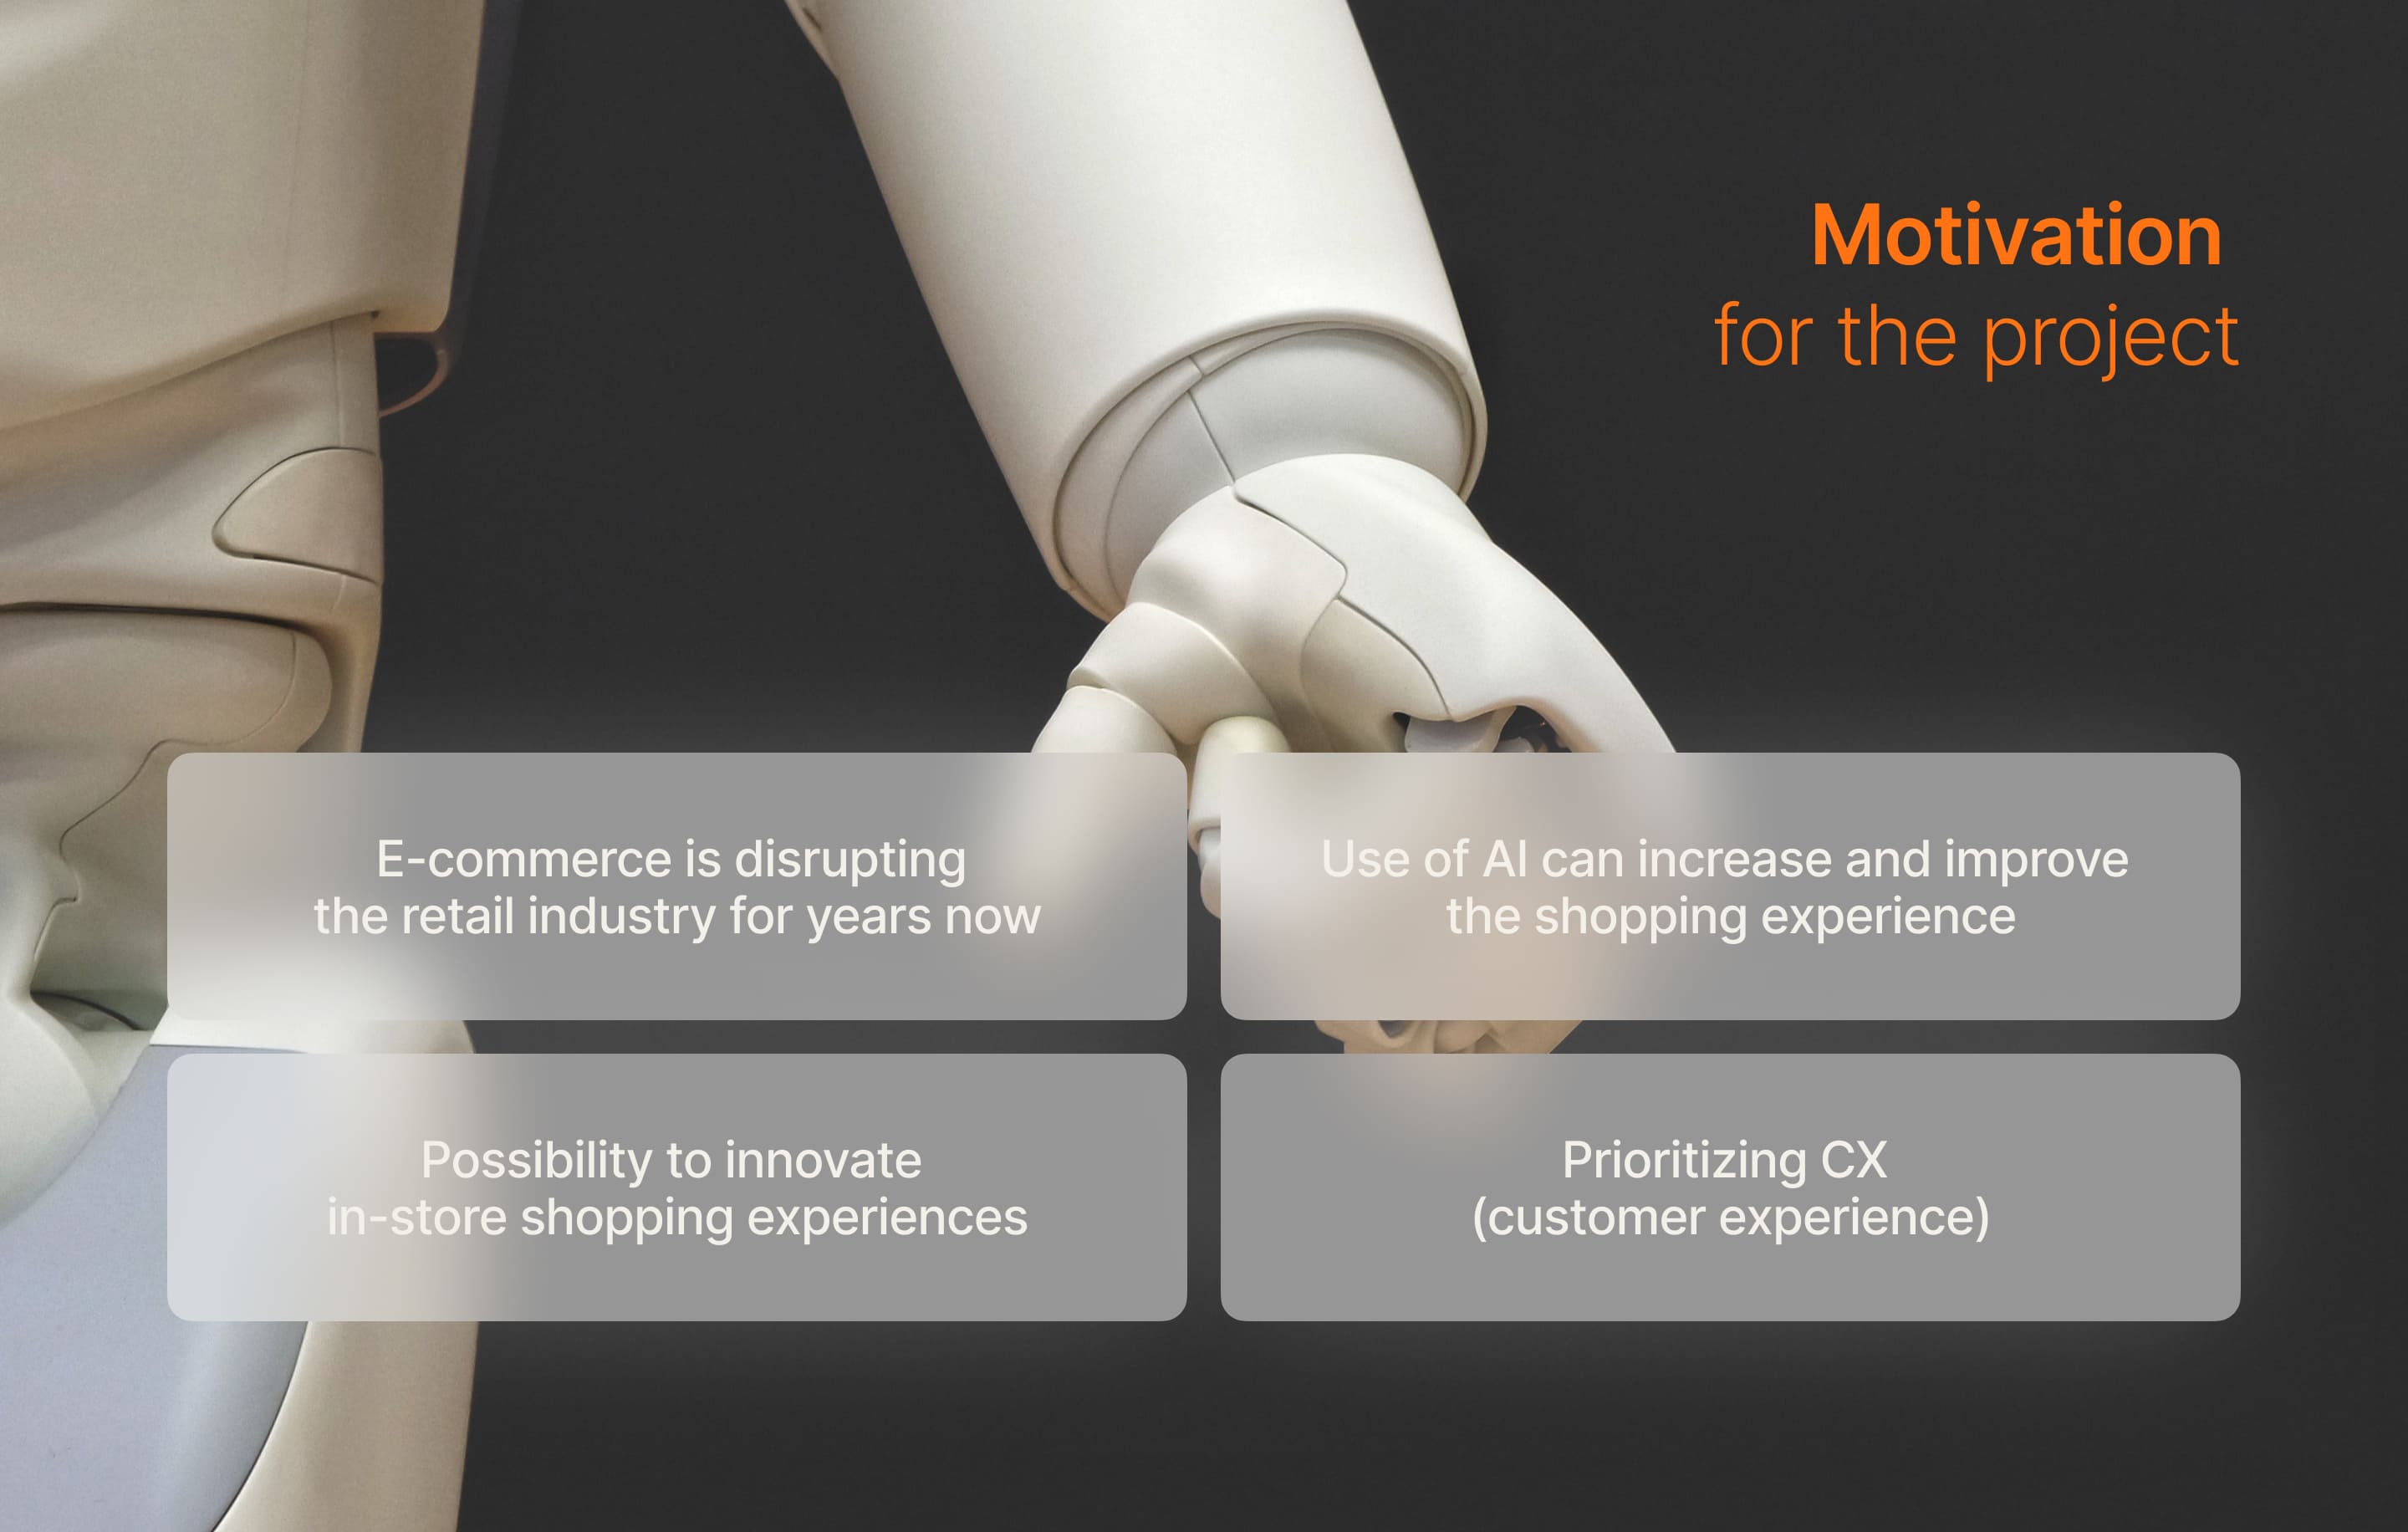 Motivation
for the project
E-commerce is disrupting
the retail industry for years now
Use of AI can increase and improve
the shopping experience
Possibility to innovate
in-store shopping experiences
Prioritizing CX
(customer experience)